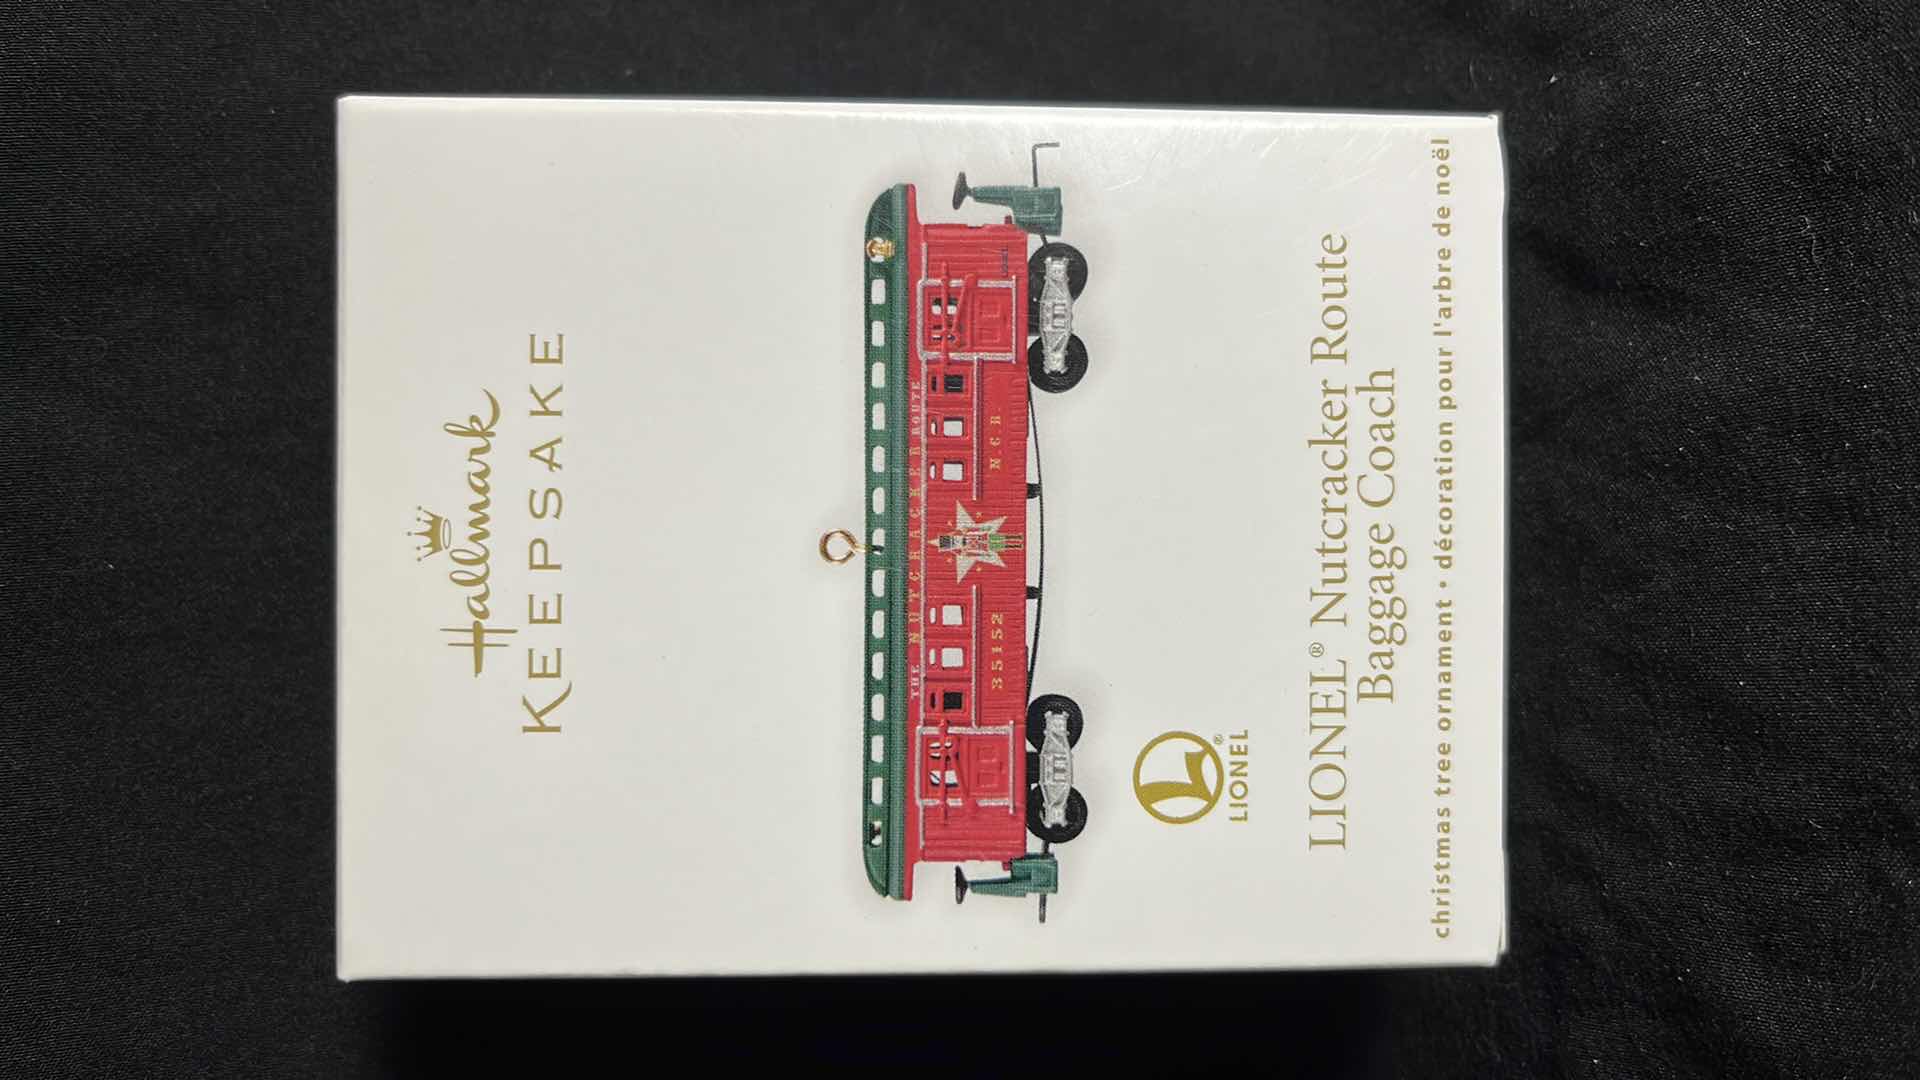 Hallmark
KEEPSAKE
THE NUTCRACKER ROUTE
35152
N.C.R
LIONEL®
LIONEL® Nutcracker Route
Baggage Coach
christmas tree ornament • décoration pour l'arbre de noël